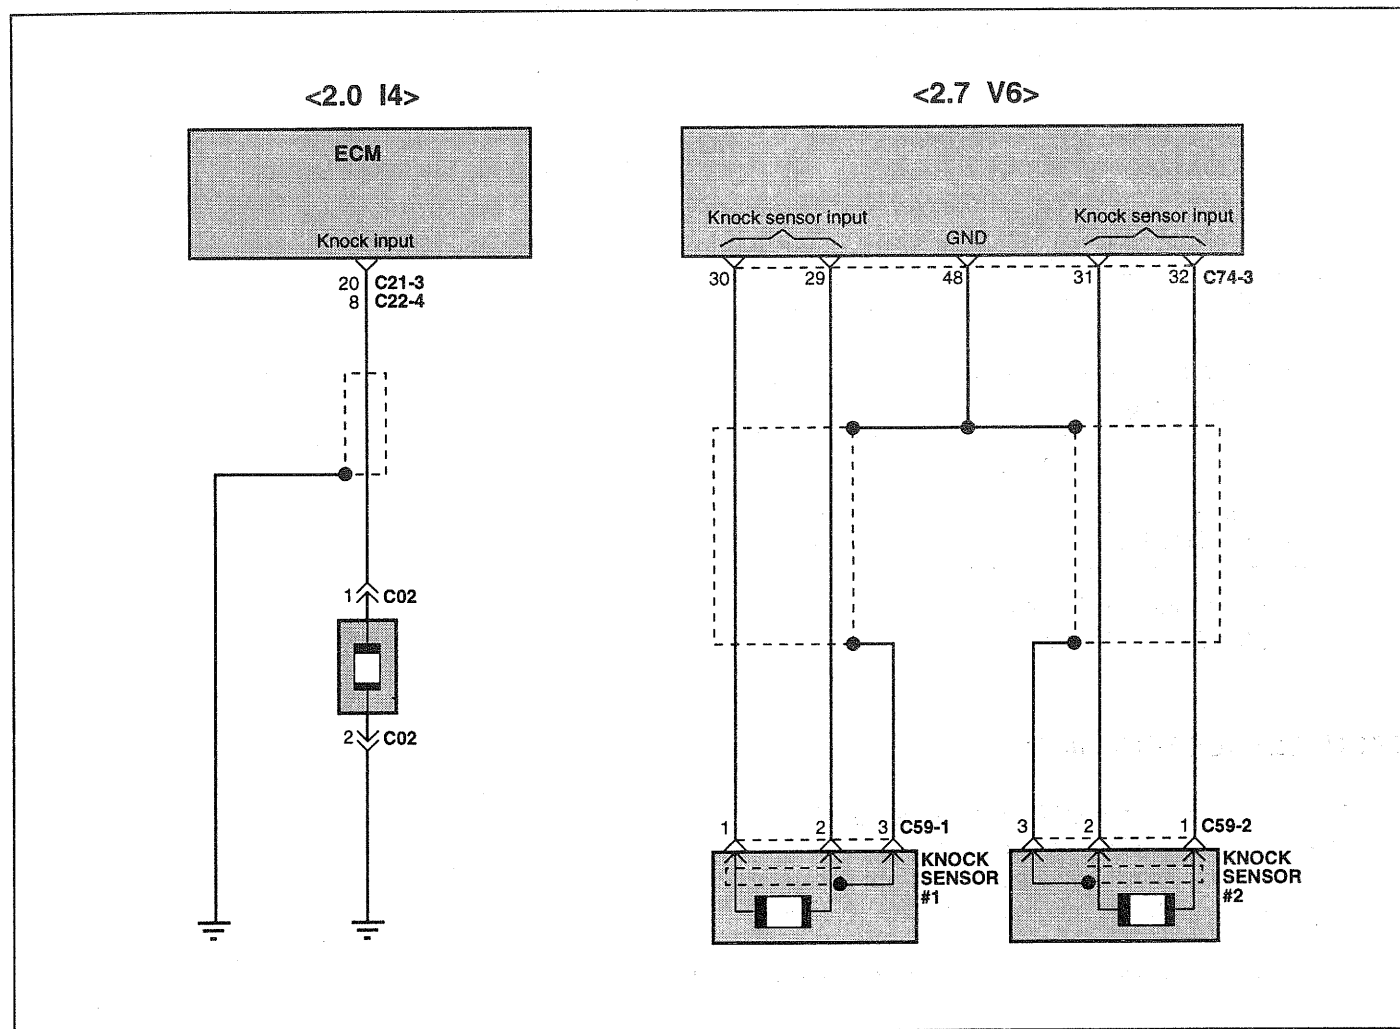 <2.0 I4>
ECM
Knock input
20 C21-3
8 C22-4
1 C02
2 C02
<2.7 V6>
Knock sensor input
Knock sensor input
GND
30 29 48 31 32 C74-3
1 2 3 C59-1
KNOCK
SENSOR
#1
3 2 1 C59-2
KNOCK
SENSOR
#2